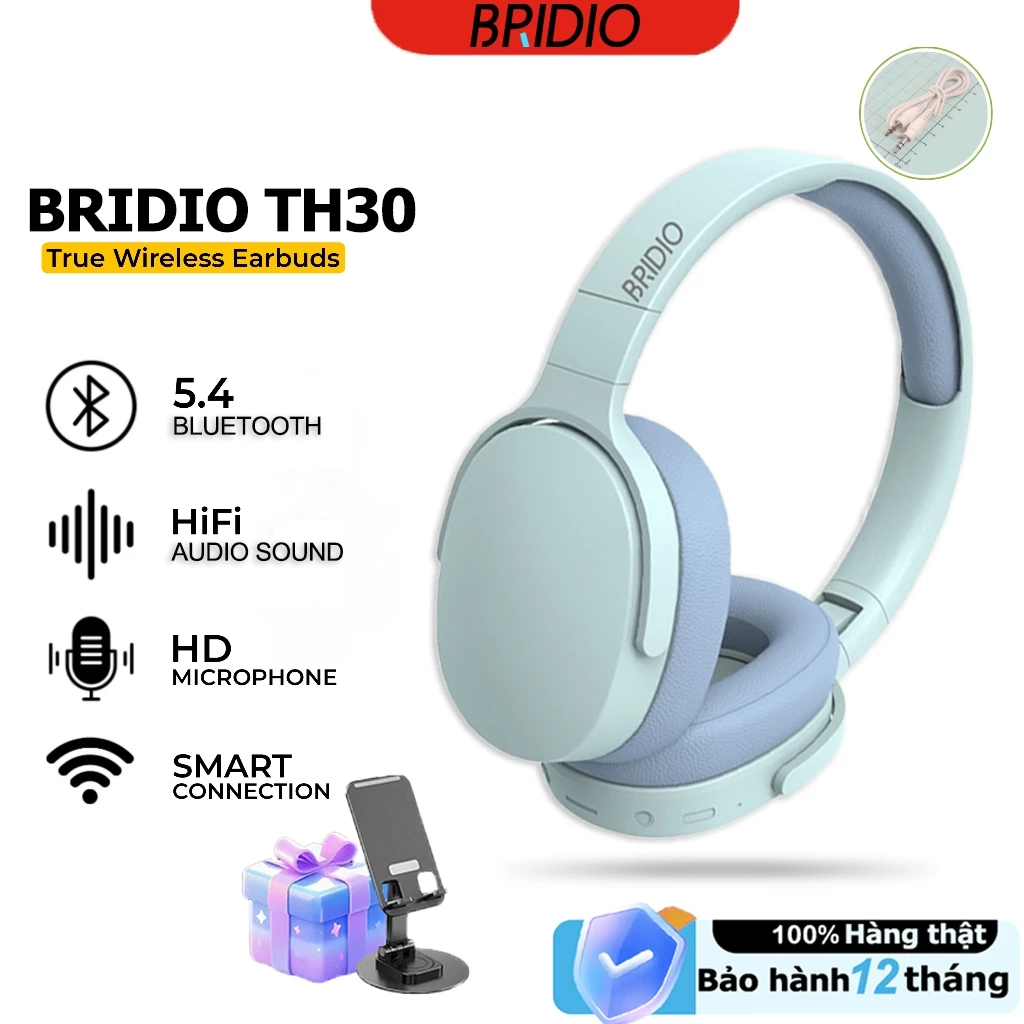 BRIDIO
BRIDIO TH30
True Wireless Earbuds
BRIDIO
5.4
BLUETOOTH
HiFi
AUDIO SOUND
HD
MICROPHONE
SMART
CONNECTION
100% Hàng thật
Bảo hành 12 tháng